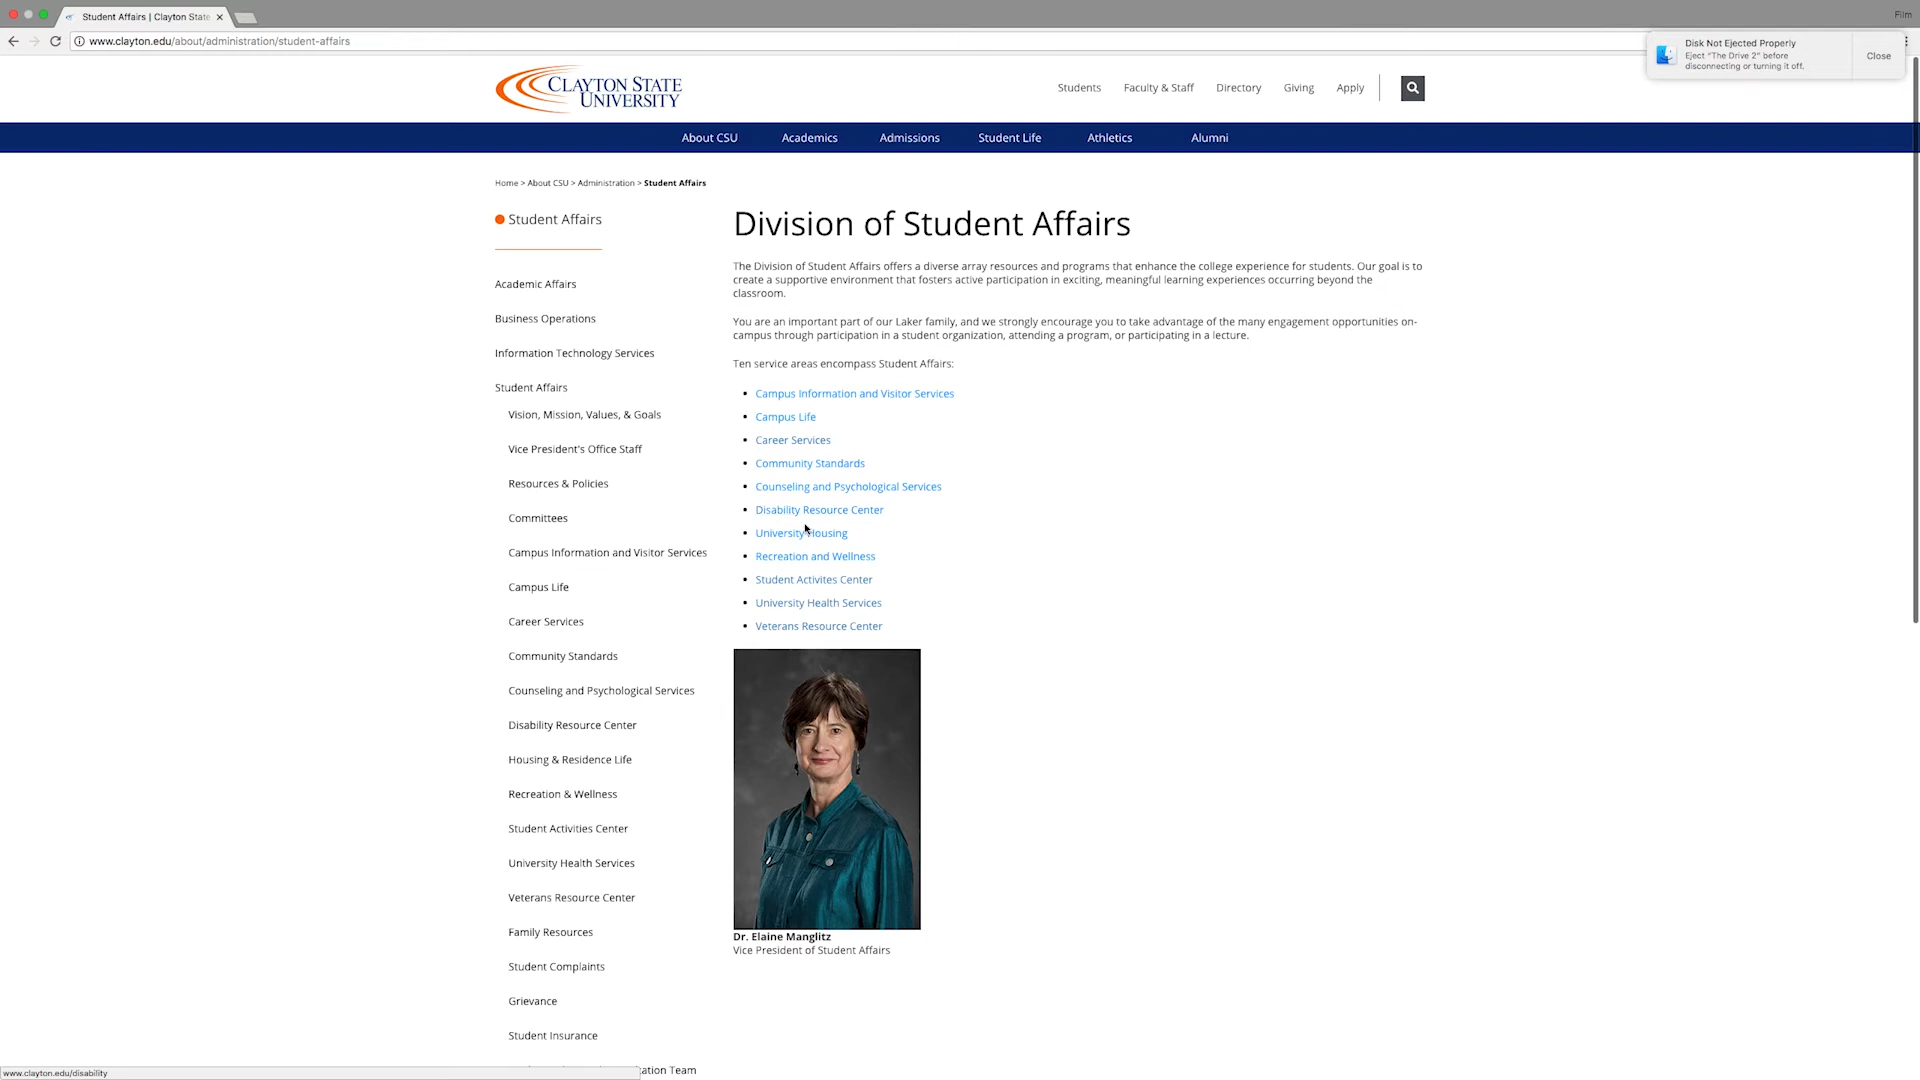 Student Affairs | Clayton State
Film
www.clayton.edu/about/administration/student-affairs
Disk Not Ejected Properly
Eject "The Drive 2" before
disconnecting or turning it off.
Close
CLAYTON STATE
UNIVERSITY
Students Faculty & Staff Directory Giving Apply
About CSU Academics Admissions Student Life Athletics Alumni
Home > About CSU > Administration > Student Affairs
Student Affairs
Academic Affairs
Business Operations
Information Technology Services
Student Affairs
Vision, Mission, Values, & Goals
Vice President's Office Staff
Resources & Policies
Committees
Campus Information and Visitor Services
Campus Life
Career Services
Community Standards
Counseling and Psychological Services
Disability Resource Center
Housing & Residence Life
Recreation & Wellness
Student Activities Center
University Health Services
Veterans Resource Center
Family Resources
Student Complaints
Grievance
Student Insurance
ation Team
Division of Student Affairs
The Division of Student Affairs offers a diverse array resources and programs that enhance the college experience for students. Our goal is to
create a supportive environment that fosters active participation in exciting, meaningful learning experiences occurring beyond the
classroom.
You are an important part of our Laker family, and we strongly encourage you to take advantage of the many engagement opportunities on-
campus through participation in a student organization, attending a program, or participating in a lecture.
Ten service areas encompass Student Affairs:
Campus Information and Visitor Services
Campus Life
Career Services
Community Standards
Counseling and Psychological Services
Disability Resource Center
University Housing
Recreation and Wellness
Student Activites Center
University Health Services
Veterans Resource Center
Dr. Elaine Manglitz
Vice President of Student Affairs
www.clayton.edu/disability